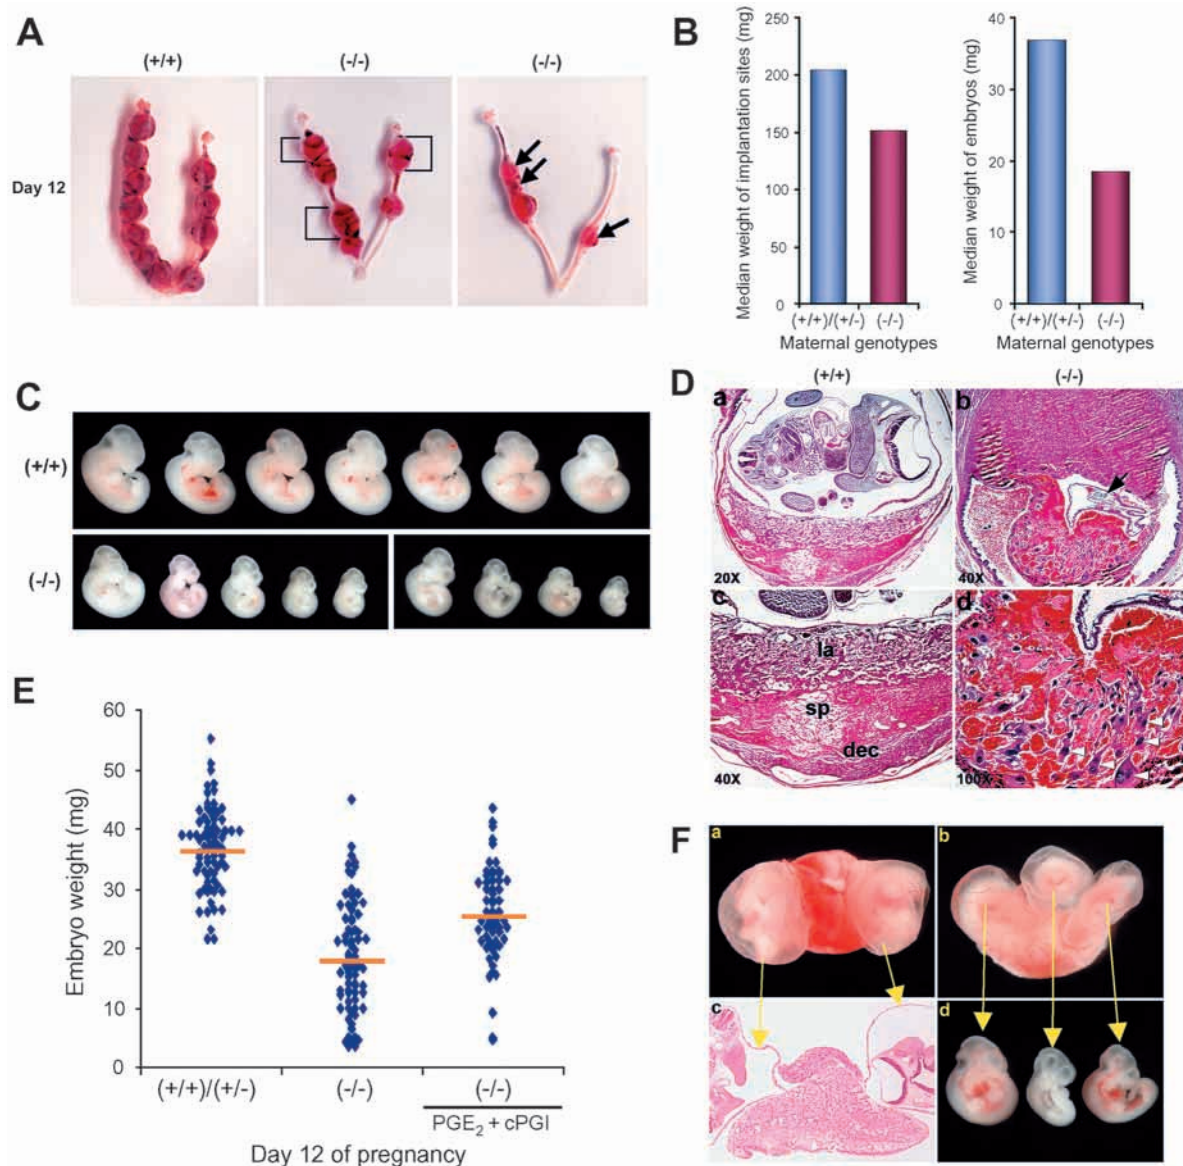 A
(+/+)
(-/-)
(-/-)
Day 12
B
Median weight of implantation sites (mg)
250
200
150
100
50
0
(+/+)/(+/-)
(-/-)
Maternal genotypes
Median weight of embryos (mg)
40
30
20
10
0
(+/+)/(+/-)
(-/-)
Maternal genotypes
C
(+/+)
(-/-)
D
(+/+)
(-/-)
a
20X
b
40X
c
la
sp
dec
40X
d
100X
E
Embryo weight (mg)
60
50
40
30
20
10
0
(+/+)/(+/-)
(-/-)
(-/-)
PGE₂ + cPGI
Day 12 of pregnancy
F
a
b
c
d